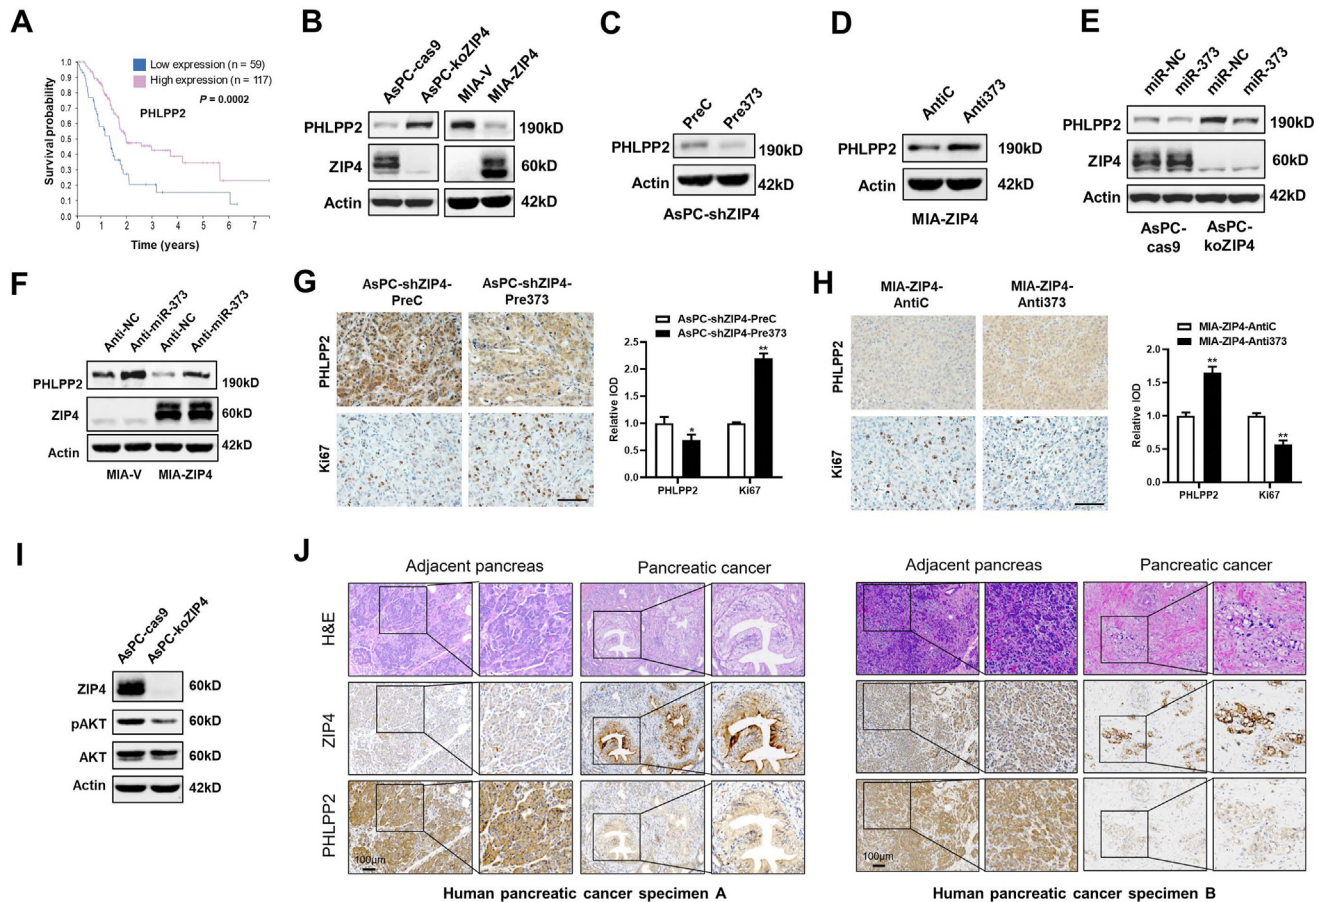 A
Low expression (n = 59)
High expression (n = 117)
P = 0.0002
PHLPP2
Survival probability
1.0
0.9
0.8
0.7
0.6
0.5
0.4
0.3
0.2
0.1
0.0
0 1 2 3 4 5 6 7
Time (years)
B
AsPC-cas9
AsPC-koZIP4
MIA-V
MIA-ZIP4
PHLPP2 190kD
ZIP4 60kD
Actin 42kD
C
PreC
Pre373
PHLPP2 190kD
Actin 42kD
AsPC-shZIP4
D
AntiC
Anti373
PHLPP2 190kD
Actin 42kD
MIA-ZIP4
E
miR-NC
miR-373
miR-NC
miR-373
PHLPP2 190kD
ZIP4 60kD
Actin 42kD
AsPC-cas9
AsPC-koZIP4
F
Anti-NC
Anti-miR-373
Anti-NC
Anti-miR-373
PHLPP2 190kD
ZIP4 60kD
Actin 42kD
MIA-V MIA-ZIP4
G
AsPC-shZIP4-PreC
AsPC-shZIP4-Pre373
PHLPP2
Ki67
AsPC-shZIP4-PreC
AsPC-shZIP4-Pre373
Relative IOD
2.5
2.0
1.5
1.0
0.5
0.0
*
**
PHLPP2 Ki67
H
MIA-ZIP4-AntiC
MIA-ZIP4-Anti373
PHLPP2
Ki67
MIA-ZIP4-AntiC
MIA-ZIP4-Anti373
Relative IOD
2.0
1.5
1.0
0.5
0.0
**
**
PHLPP2 Ki67
I
AsPC-cas9
AsPC-koZIP4
ZIP4 60kD
pAKT 60kD
AKT 60kD
Actin 42kD
J
Adjacent pancreas Pancreatic cancer
H&E
ZIP4
PHLPP2
100μm
Human pancreatic cancer specimen A
Adjacent pancreas Pancreatic cancer
100μm
Human pancreatic cancer specimen B